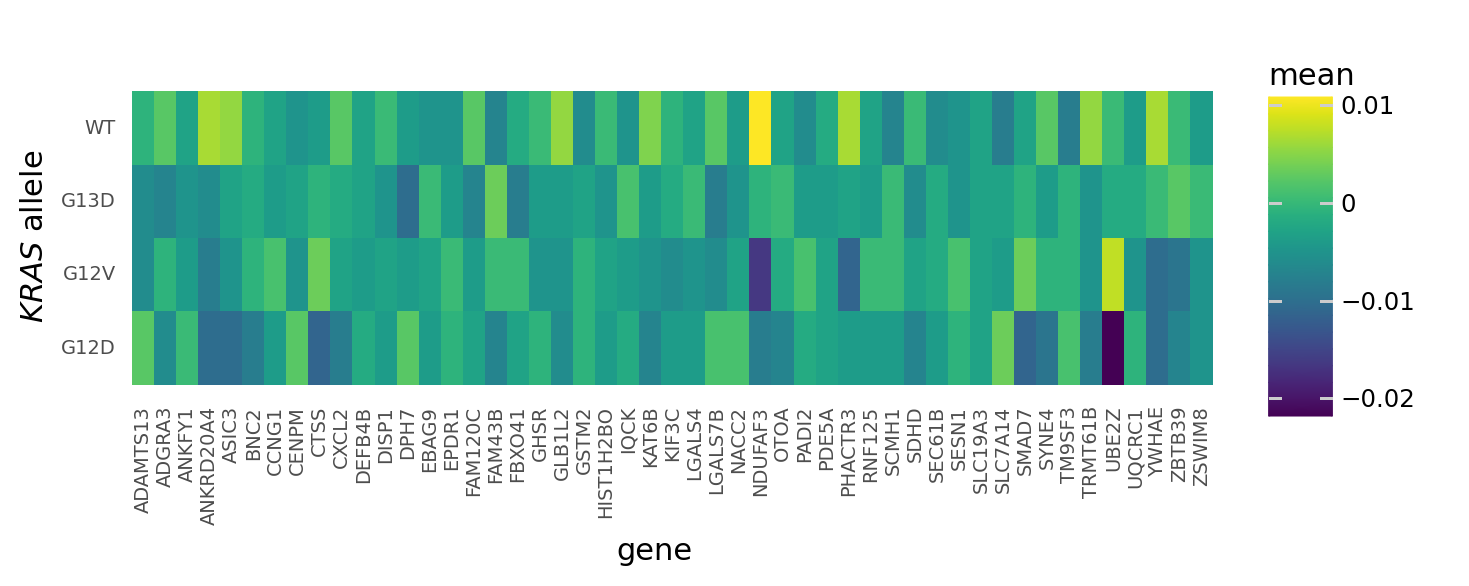 mean
0.01
0
−0.01
−0.02
KRAS allele
WT
G13D
G12V
G12D
ADAMTS13
ADGRA3
ANKFY1
ANKRD20A4
ASIC3
BNC2
CCNG1
CENPM
CTSS
CXCL2
DEFB4B
DISP1
DPH7
EBAG9
EPDR1
FAM120C
FAM43B
FBXO41
GHSR
GLB1L2
GSTM2
HIST1H2BO
IQCK
KAT6B
KIF3C
LGALS4
LGALS7B
NACC2
NDUFAF3
OTOA
PADI2
PDE5A
PHACTR3
RNF125
SCMH1
SDHD
SEC61B
SESN1
SLC19A3
SLC7A14
SMAD7
SYNE4
TM9SF3
TRMT61B
UBE2Z
UQCRC1
YWHAE
ZBTB39
ZSWIM8
gene